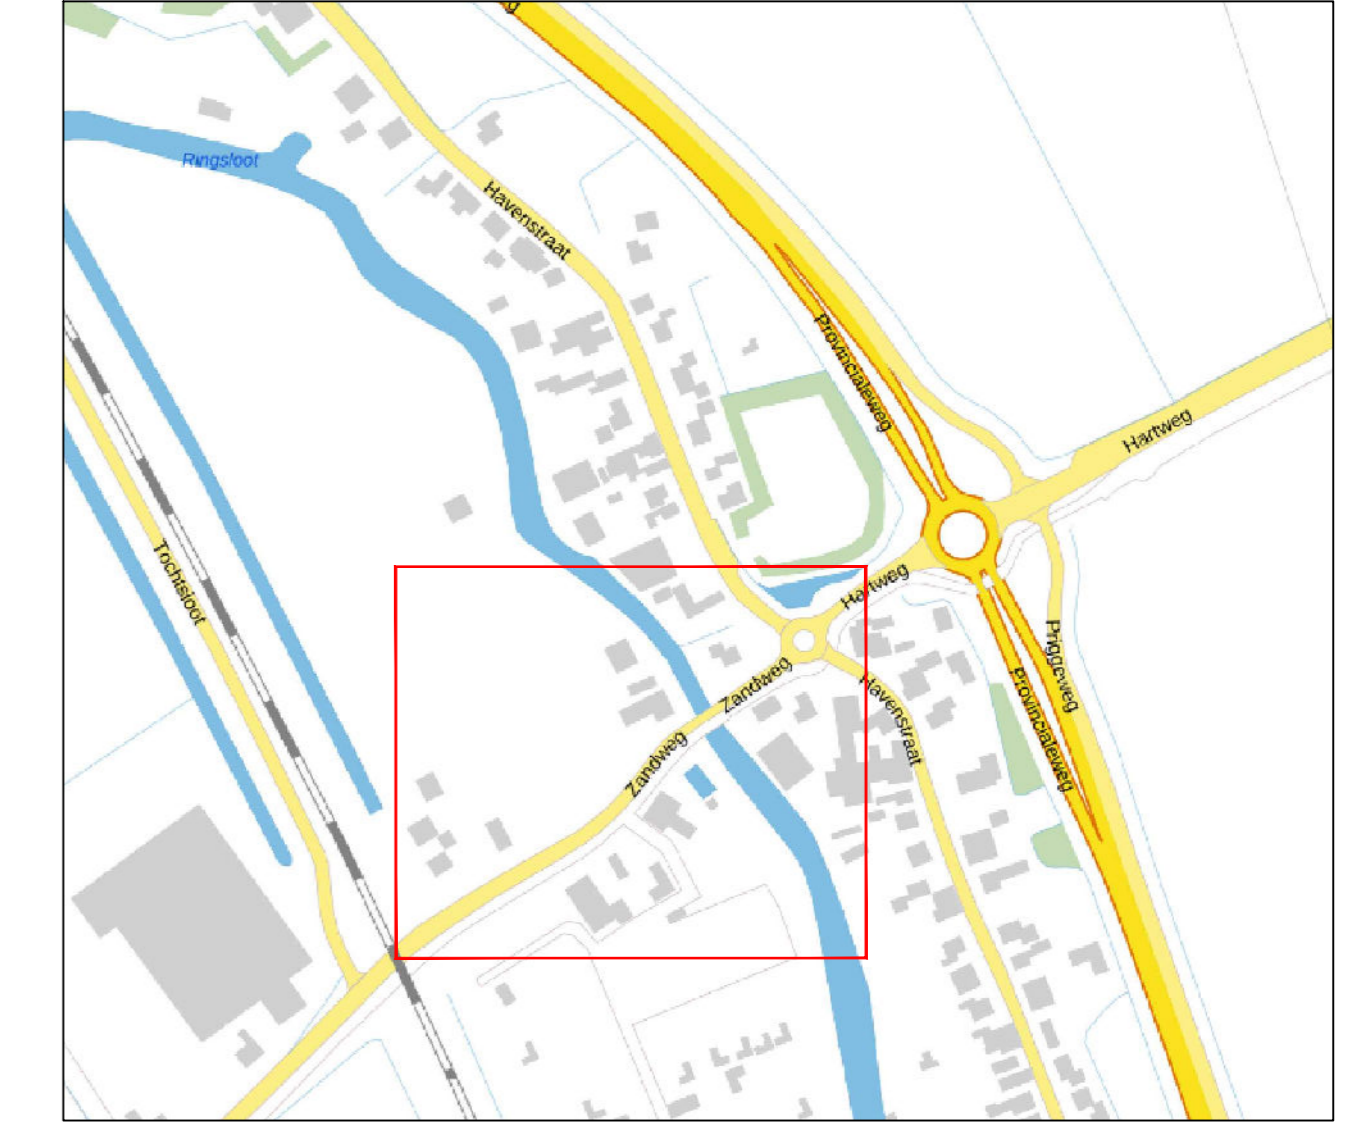 g
Ringsloot
Havenstraat
Provincialeweg
Hartweg
Tochtsloot
Hartweg
Priggeweg
Zandweg
Havenstraat
Provincialeweg
Zandweg